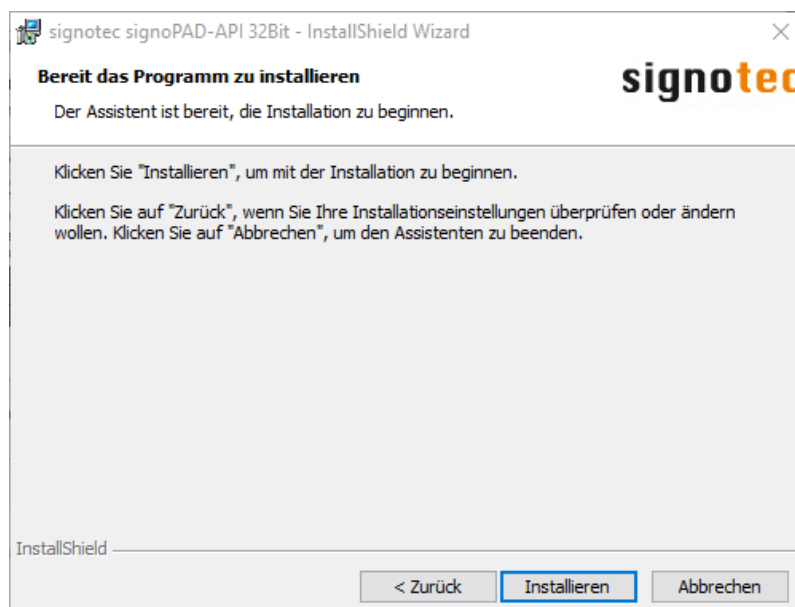 signotec signoPAD-API 32Bit - InstallShield Wizard
Bereit das Programm zu installieren
signotec
Der Assistent ist bereit, die Installation zu beginnen.
Klicken Sie "Installieren", um mit der Installation zu beginnen.
Klicken Sie auf "Zurück", wenn Sie Ihre Installationseinstellungen überprüfen oder ändern
wollen. Klicken Sie auf "Abbrechen", um den Assistenten zu beenden.
InstallShield
< Zurück Installieren Abbrechen